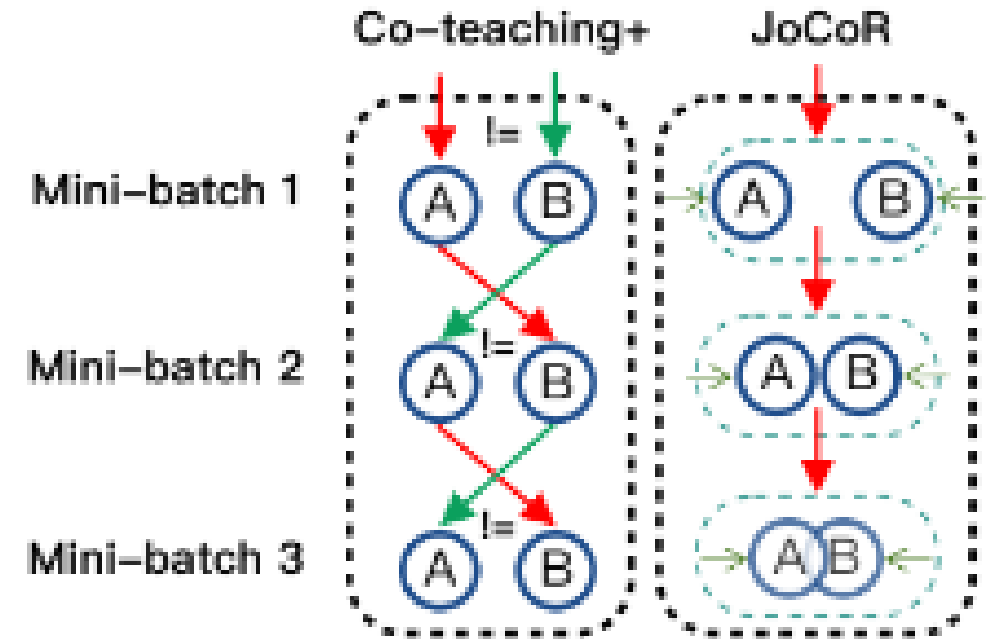 Co-teaching+ JoCoR
!=
Mini-batch 1 A B A B
!=
Mini-batch 2 A B A B
!=
Mini-batch 3 A B A B